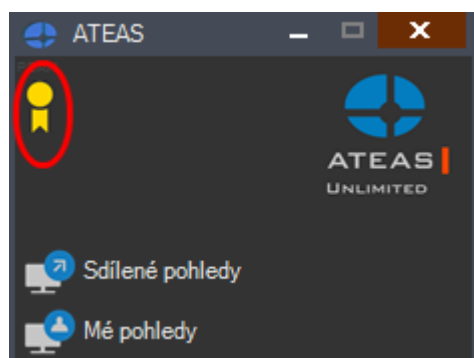 ATEAS
ATEAS
UNLIMITED
Sdílené pohledy
Mé pohledy